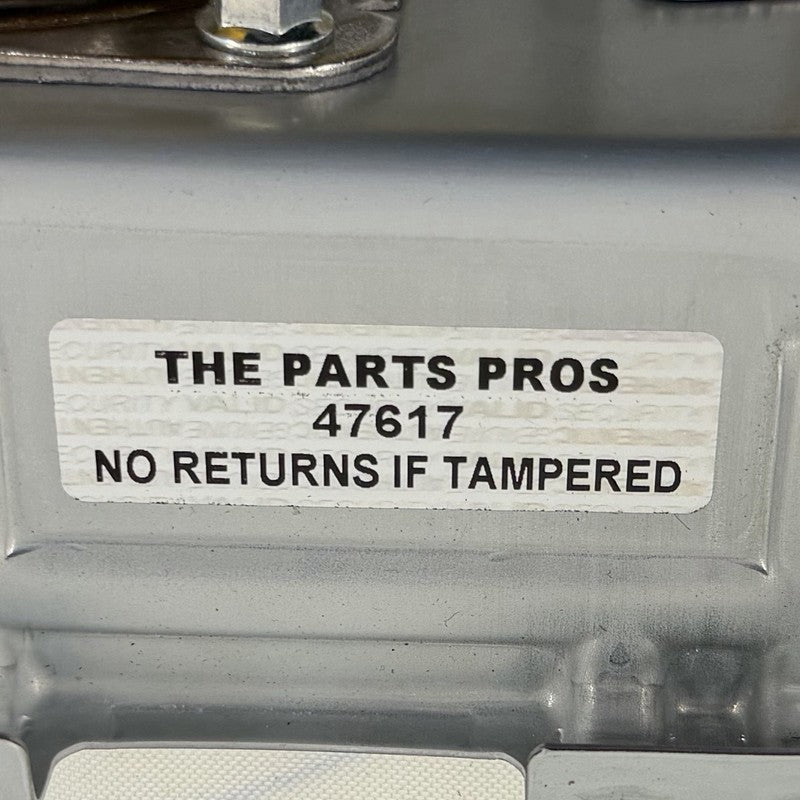 THE PARTS PROS
47617
NO RETURNS IF TAMPERED